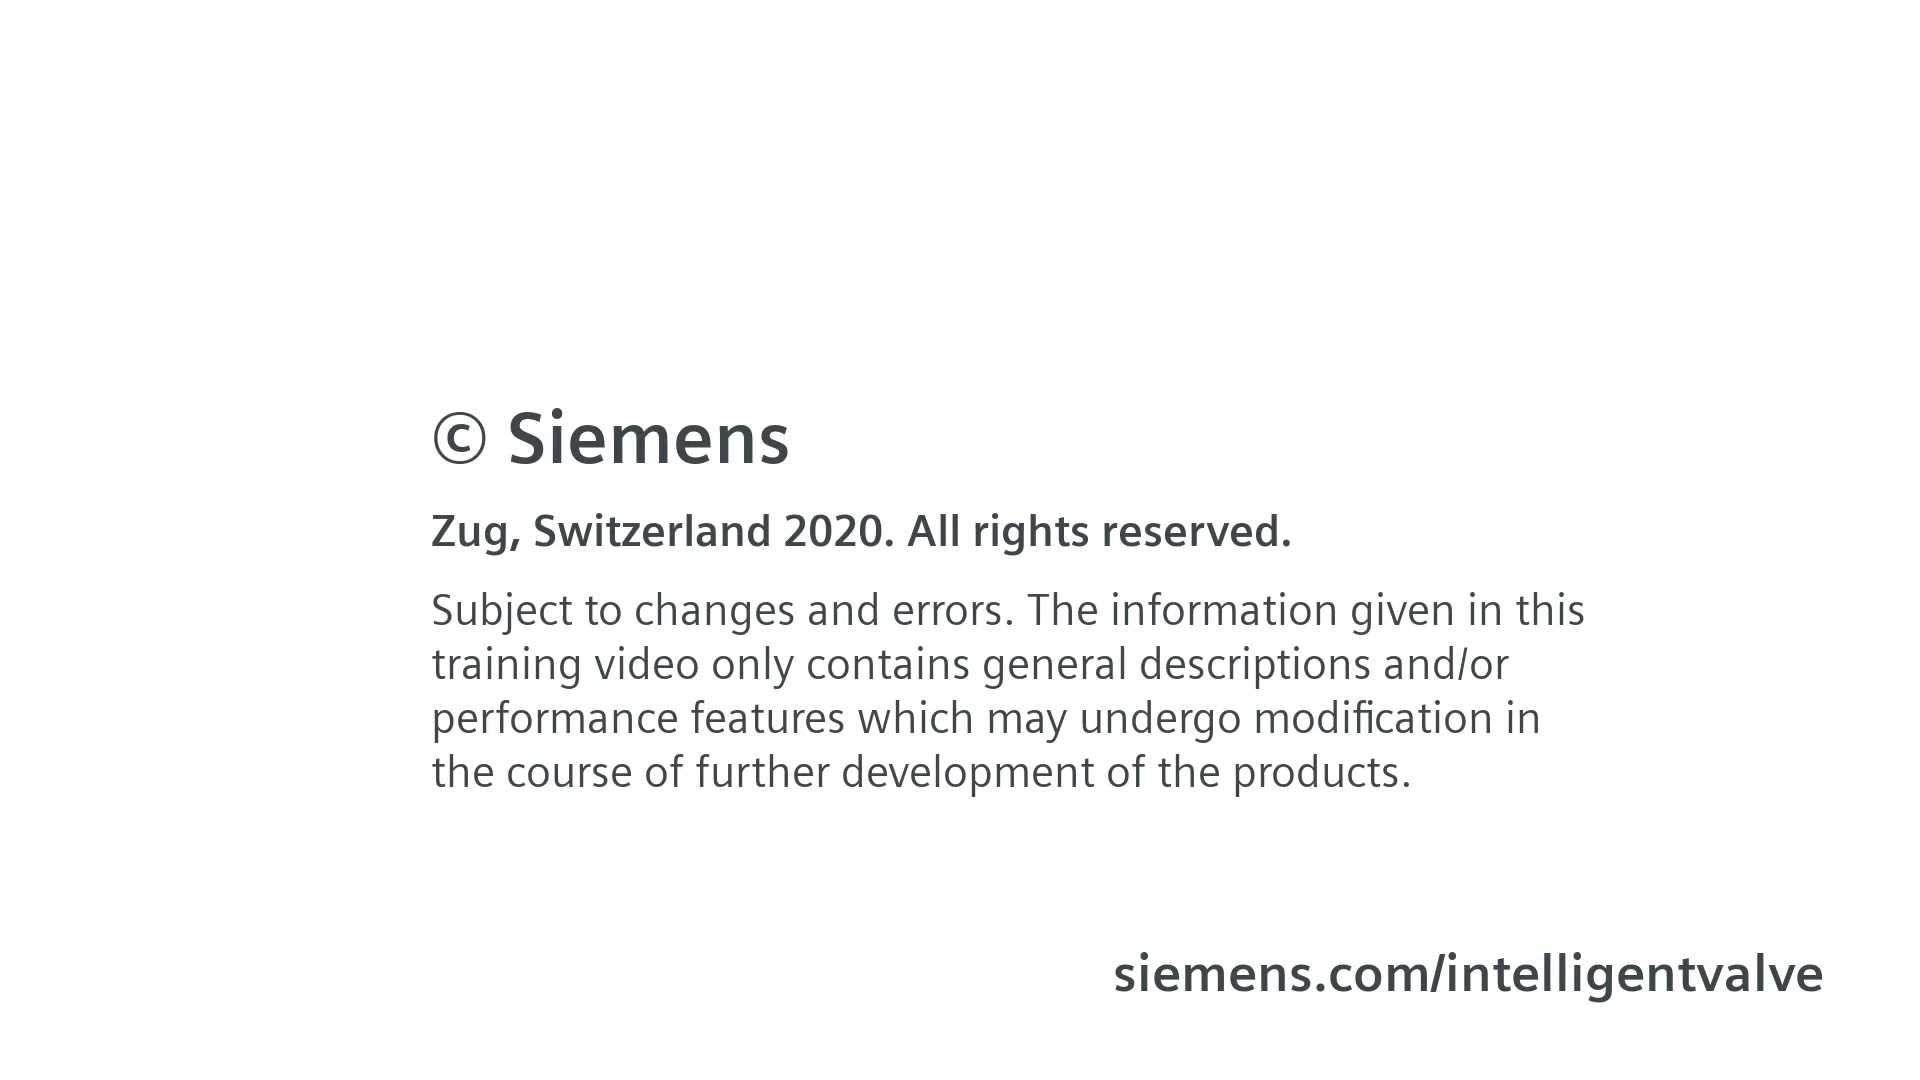 © Siemens
Zug, Switzerland 2020. All rights reserved.
Subject to changes and errors. The information given in this
training video only contains general descriptions and/or
performance features which may undergo modification in
the course of further development of the products.
siemens.com/intelligentvalve